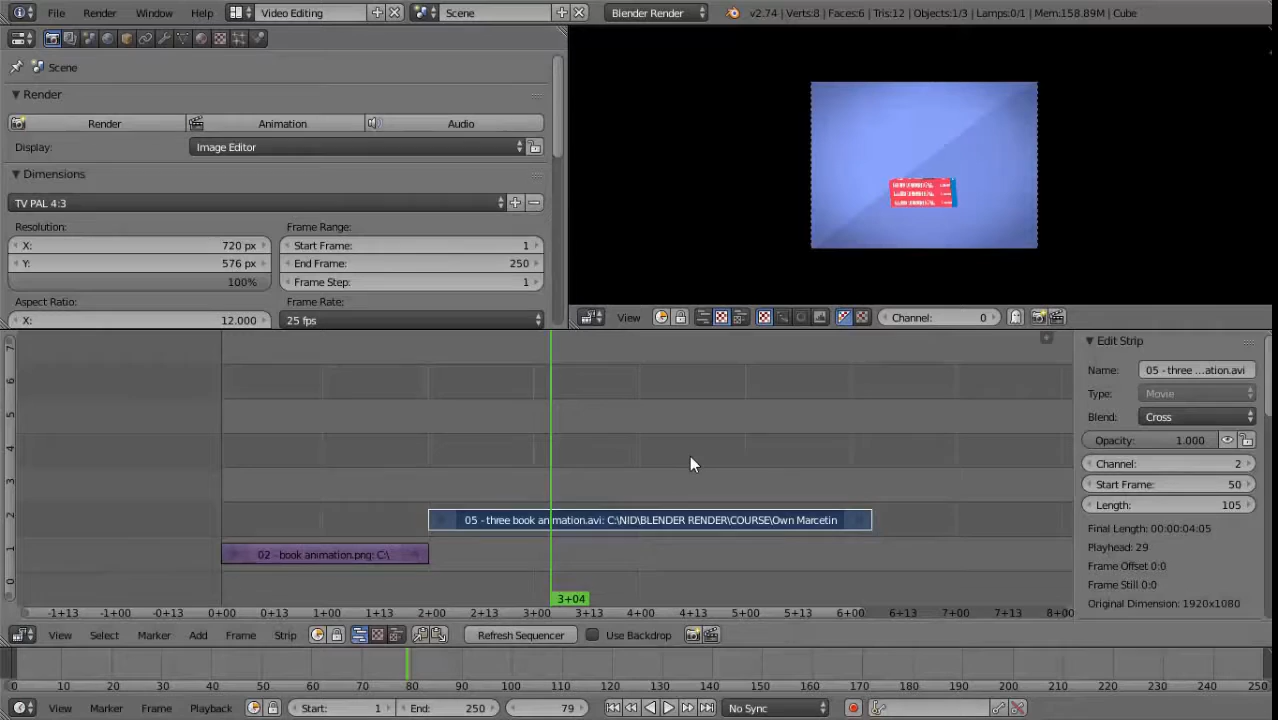 File Render Window Help Video Editing Scene Blender Render v2.74 | Verts:8 | Faces:6 | Tris:12 | Objects:1/3 | Lamps:0/1 | Mem:158.89M | Cube
Scene
Render
Render Animation Audio
Display: Image Editor
Dimensions
TV PAL 4:3
Resolution: Frame Range:
X: 720 px Start Frame: 1
Y: 576 px End Frame: 250
100% Frame Step: 1
Aspect Ratio: Frame Rate:
X: 12.000 25 fps
View Channel: 0
7
6
5
4
3
2
1
0
05 - three book animation.avi: C:\NID\BLENDER RENDER\COURSE\Own Marcetin
02 - book animation.png: C:\
3+04
-1+13 -1+00 -0+13 0+00 0+13 1+00 1+13 2+00 2+13 3+00 3+13 4+00 4+13 5+00 5+13 6+00 6+13 7+00 7+13 8+00
Edit Strip
Name: 05 - three ...ation.avi
Type: Movie
Blend: Cross
Opacity: 1.000
Channel: 2
Start Frame: 50
Length: 105
Final Length: 00:00:04:05
Playhead: 29
Frame Offset 0:0
Frame Still 0:0
Original Dimension: 1920x1080
View Select Marker Add Frame Strip Refresh Sequencer Use Backdrop
0 10 20 30 40 50 60 70 80 90 100 110 120 130 140 150 160 170 180 190 200 210 220 230 240 250
View Marker Frame Playback Start: 1 End: 250 79 No Sync